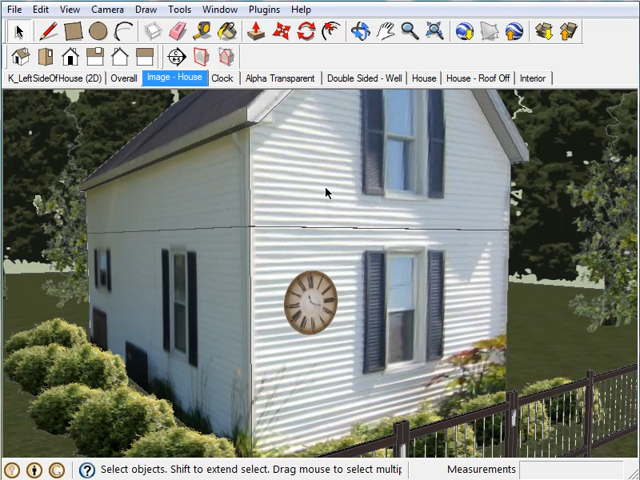 File Edit View Camera Draw Tools Window Plugins Help
K_LeftSideOfHouse (2D) Overall Image - House Clock Alpha Transparent Double Sided - Well House House - Roof Off Interior
Select objects. Shift to extend select. Drag mouse to select multip Measurements